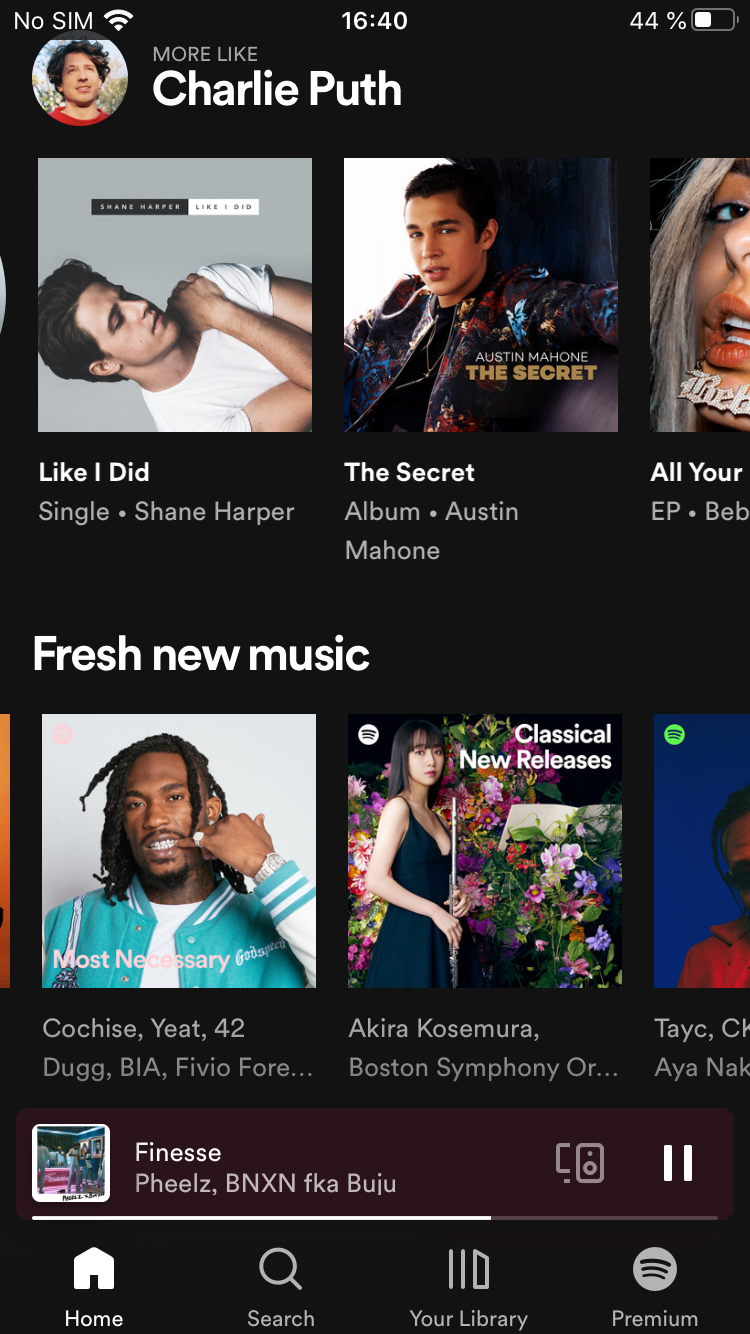 No SIM 16:40 44 %
MORE LIKE
Charlie Puth
SHANE HARPER LIKE I DID
AUSTIN MAHONE
THE SECRET
Like I Did
Single • Shane Harper
The Secret
Album • Austin
Mahone
All Your
EP • Beb
Fresh new music
Most Necessary
Godspeed
Classical
New Releases
Cochise, Yeat, 42
Dugg, BIA, Fivio Fore...
Akira Kosemura,
Boston Symphony Or...
Tayc, CK
Aya Nak
Finesse
Pheelz, BNXN fka Buju
Home
Search
Your Library
Premium